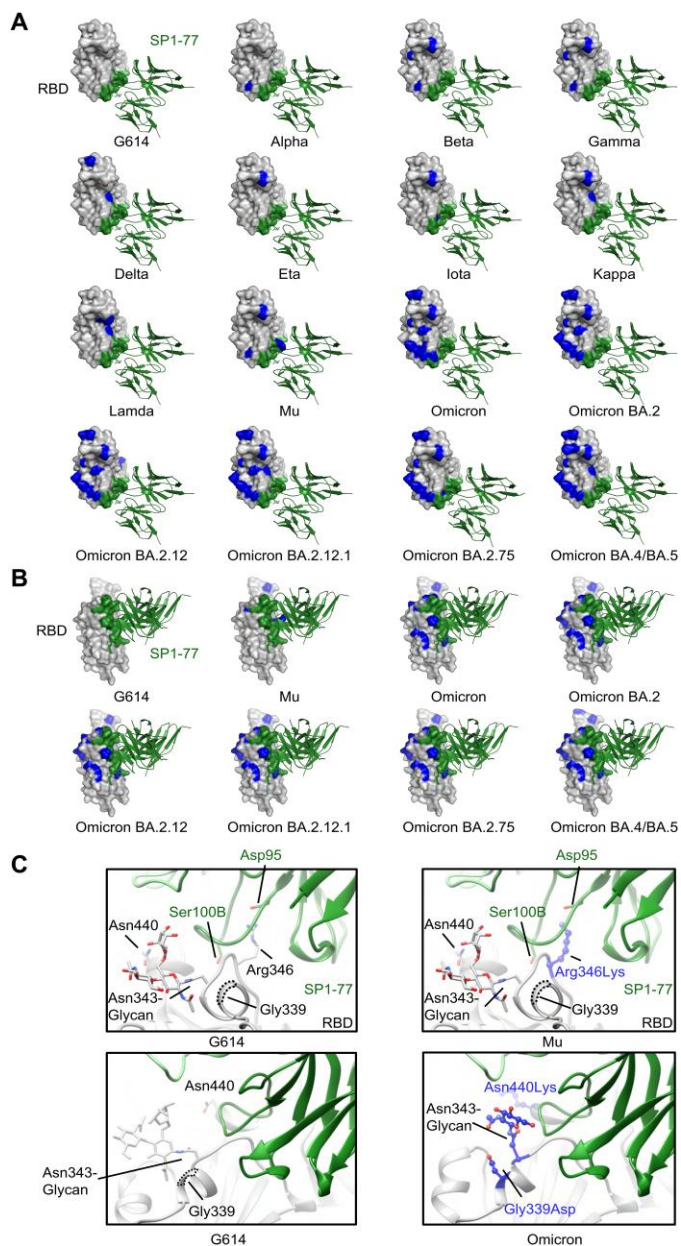 A
SP1-77
RBD
G614
Alpha
Beta
Gamma
Delta
Eta
Iota
Kappa
Lamda
Mu
Omicron
Omicron BA.2
Omicron BA.2.12
Omicron BA.2.12.1
Omicron BA.2.75
Omicron BA.4/BA.5
B
RBD
SP1-77
G614
Mu
Omicron
Omicron BA.2
Omicron BA.2.12
Omicron BA.2.12.1
Omicron BA.2.75
Omicron BA.4/BA.5
C
Asp95
Ser100B
Asn440
Arg346
Asn343-
Glycan
SP1-77
Gly339
RBD
G614
Asp95
Ser100B
Asn440
Arg346Lys
Asn343-
Glycan
SP1-77
Gly339
RBD
Mu
Asn440
Asn343-
Glycan
Gly339
G614
Asn440Lys
Asn343-
Glycan
Gly339Asp
Omicron